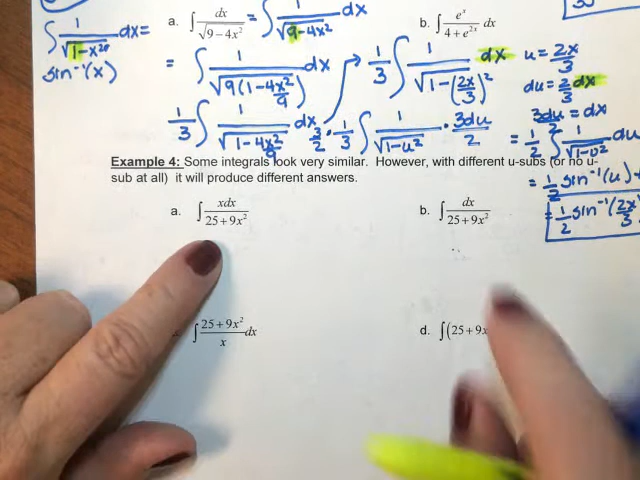 ∫ 1/√(1-x²) dx =
sin⁻¹(x)
a. ∫ dx/√(9-4x²) = ∫ 1/√(9-4x²) dx
= ∫ 1/√(9(1-4x²/9)) dx
1/3 ∫ 1/√(1-4x²/9) dx
1/3 ∫ 1/√(1-(2x/3)²) dx
u = 2x/3
du = 2/3 dx
3du/2 = dx
3/2 · 1/3 ∫ 1/√(1-u²) · 3du/2
= 1/2 ∫ 1/√(1-u²) du
= 1/2 sin⁻¹(u)+
= 1/2 sin⁻¹(2x/3)
b. ∫ eˣ/(4+e²ˣ) dx
Example 4: Some integrals look very similar. However, with different u-subs (or no u-
sub at all) it will produce different answers.
a. ∫ xdx/(25+9x²)
b. ∫ dx/(25+9x²)
∫ (25+9x²)/x dx
d. ∫(25+9x